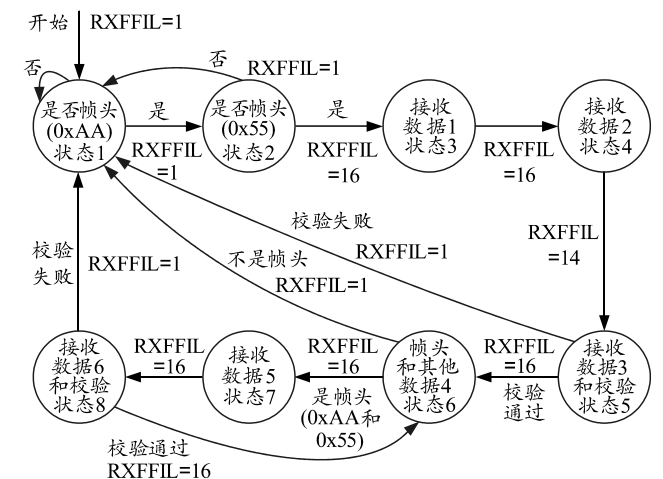 开始 RXFFIL=1
否
否
RXFFIL=1
是否帧头
(0xAA)
状态1
是
RXFFIL
=1
是否帧头
(0x55)
状态2
是
RXFFIL
=16
接收
数据1
状态3
RXFFIL
=16
接收
数据2
状态4
校验失败
RXFFIL=1
RXFFIL
=14
不是帧头
RXFFIL=1
校验
失败
RXFFIL=1
接收
数据6
和校验
状态8
RXFFIL
=16
接收
数据5
状态7
RXFFIL
=16
是帧头
(0xAA和
0x55)
帧头
和其他
数据4
状态6
RXFFIL
=16
校验
通过
接收
数据3
和校验
状态5
校验通过
RXFFIL=16